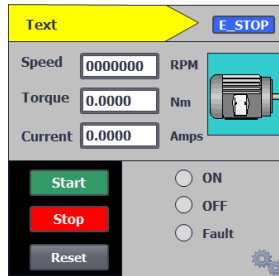 Text E_STOP
Speed 0000000 RPM
Torque 0.0000 Nm
Current 0.0000 Amps
Start
Stop
Reset
ON
OFF
Fault